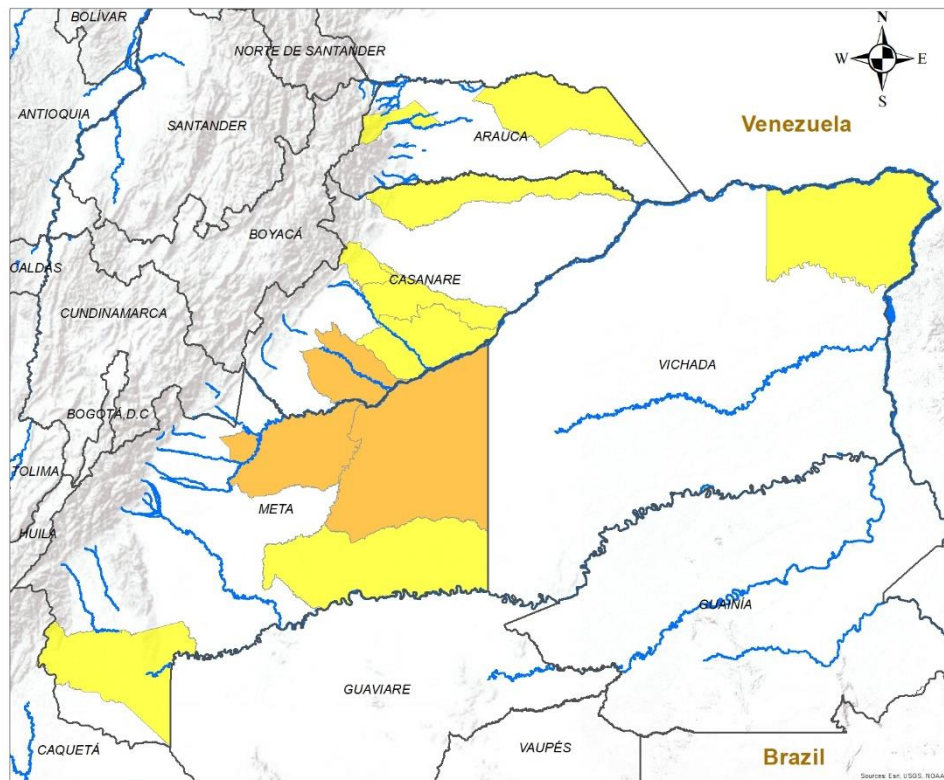 BOLÍVAR
NORTE DE SANTANDER
N
W E
S
ANTIOQUIA
SANTANDER
ARAUCA
Venezuela
BOYACÁ
CALDAS
CASANARE
CUNDINAMARCA
VICHADA
BOGOTÁ D.C
TOLIMA
META
HUILA
GUAINÍA
GUAVIARE
CAQUETÁ
VAUPÉS
Brazil
Sources: Esri, USGS, NOAA